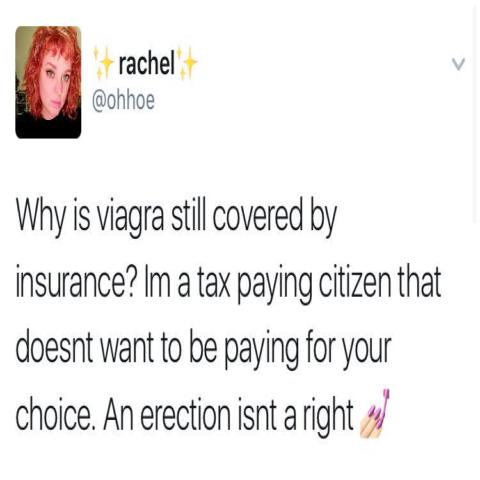 ✨rachel✨
@ohhoe
Why is viagra still covered by
insurance? Im a tax paying citizen that
doesnt want to be paying for your
choice. An erection isnt a right 💅🏻